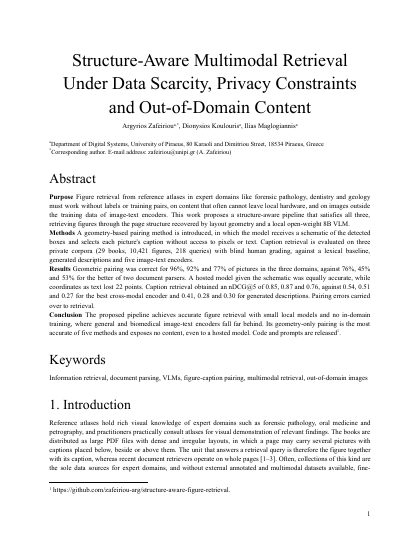 Structure-Aware Multimodal Retrieval
Under Data Scarcity, Privacy Constraints
and Out-of-Domain Content
Argyrios Zafeiriouᵃ,*, Dionysios Koulourisᵃ, Ilias Maglogiannisᵃ
ᵃDepartment of Digital Systems, University of Piraeus, 80 Karaoli and Dimitriou Street, 18534 Piraeus, Greece
*Corresponding author. E-mail address: zafeiriou@unipi.gr (A. Zafeiriou)
Abstract
Purpose Figure retrieval from reference atlases in expert domains like forensic pathology, dentistry and geology
must work without labels or training pairs, on content that often cannot leave local hardware, and on images outside
the training data of image-text encoders. This work proposes a structure-aware pipeline that satisfies all three,
retrieving figures through the page structure recovered by layout geometry and a local open-weight 8B VLM.
Methods A geometry-based pairing method is introduced, in which the model receives a schematic of the detected
boxes and selects each picture's caption without access to pixels or text. Caption retrieval is evaluated on three
private corpora (29 books, 10,421 figures, 218 queries) with blind human grading, against a lexical baseline,
generated descriptions and five image-text encoders.
Results Geometric pairing was correct for 96%, 92% and 77% of pictures in the three domains, against 76%, 45%
and 53% for the better of two document parsers. A hosted model given the schematic was equally accurate, while
coordinates as text lost 22 points. Caption retrieval obtained an nDCG@5 of 0.85, 0.87 and 0.76, against 0.54, 0.51
and 0.27 for the best cross-modal encoder and 0.41, 0.28 and 0.30 for generated descriptions. Pairing errors carried
over to retrieval.
Conclusion The proposed pipeline achieves accurate figure retrieval with small local models and no in-domain
training, where general and biomedical image-text encoders fall far behind. Its geometry-only pairing is the most
accurate of five methods and exposes no content, even to a hosted model. Code and prompts are released¹.
Keywords
Information retrieval, document parsing, VLMs, figure-caption pairing, multimodal retrieval, out-of-domain images
1. Introduction
Reference atlases hold rich visual knowledge of expert domains such as forensic pathology, oral medicine and
petrography, and practitioners practically consult atlases for visual demonstration of relevant findings. The books are
distributed as large PDF files with dense and irregular layouts, in which a page may carry several pictures with
captions placed below, beside or above them. The unit that answers a retrieval query is therefore the figure together
with its caption, whereas recent document retrievers operate on whole pages [1–3]. Often, collections of this kind are
the sole data sources for expert domains, and without external annotated and multimodal datasets available, fine-
¹ https://github.com/zafeiriou-arg/structure-aware-figure-retrieval.
1